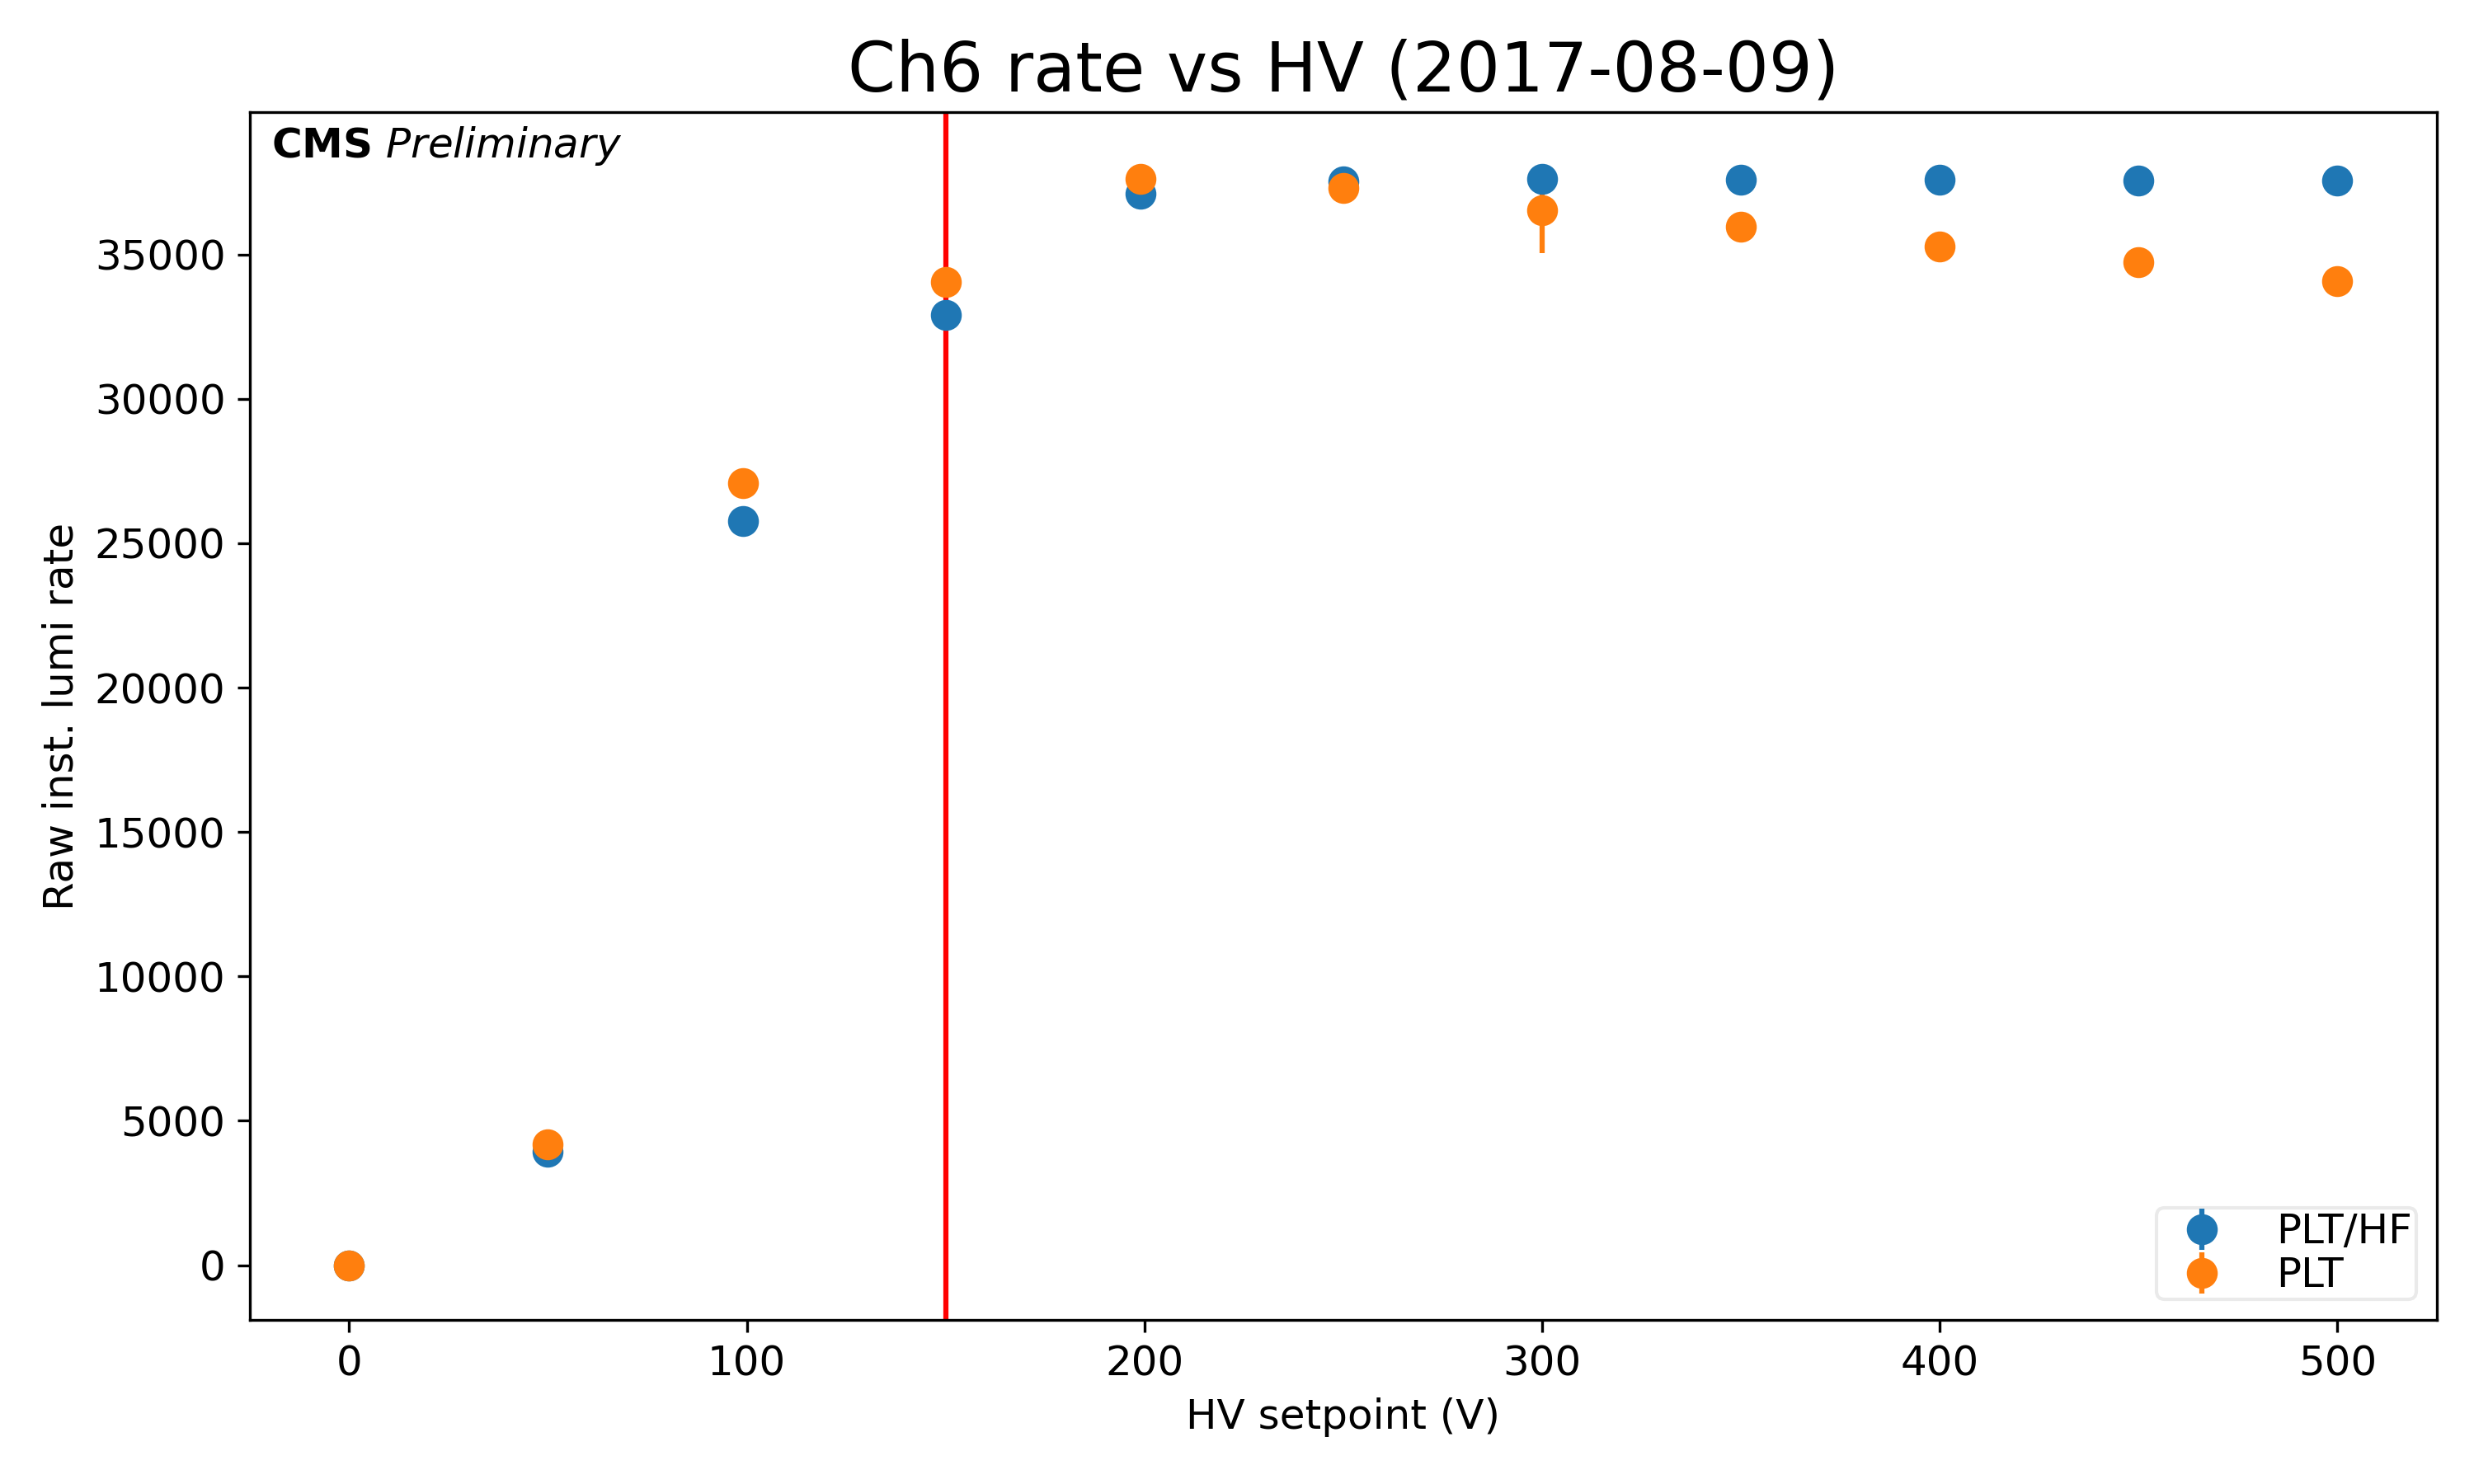 Ch6 rate vs HV (2017-08-09)
CMS Preliminary
35000
30000
25000
20000
15000
10000
5000
0
Raw inst. lumi rate
0 100 200 300 400 500
HV setpoint (V)
PLT/HF
PLT